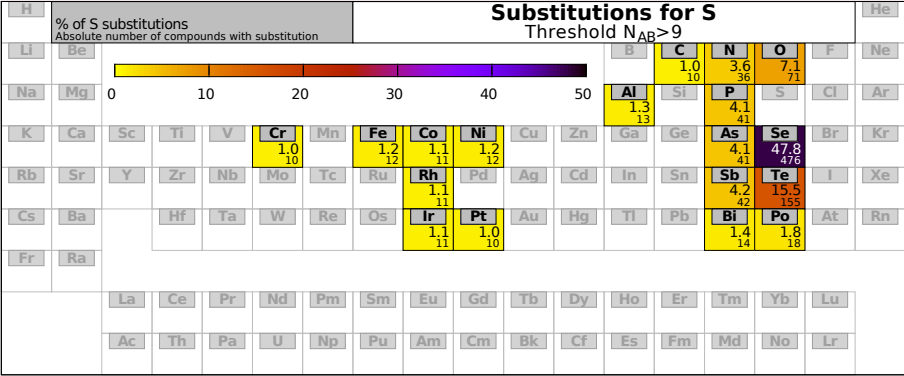 H He
% of S substitutions
Absolute number of compounds with substitution
Substitutions for S
Threshold N_AB>9
Li Be B C N O F Ne
1.0 3.6 7.1
10 36 71
0 10 20 30 40 50
Na Mg Al Si P S Cl Ar
1.3 4.1
13 41
K Ca Sc Ti V Cr Mn Fe Co Ni Cu Zn Ga Ge As Se Br Kr
1.0 1.2 1.1 1.2 4.1 47.8
10 12 11 12 41 476
Rb Sr Y Zr Nb Mo Tc Ru Rh Pd Ag Cd In Sn Sb Te I Xe
1.1 4.2 15.5
11 42 155
Cs Ba Hf Ta W Re Os Ir Pt Au Hg Tl Pb Bi Po At Rn
1.1 1.0 1.4 1.8
11 10 14 18
Fr Ra
La Ce Pr Nd Pm Sm Eu Gd Tb Dy Ho Er Tm Yb Lu
Ac Th Pa U Np Pu Am Cm Bk Cf Es Fm Md No Lr